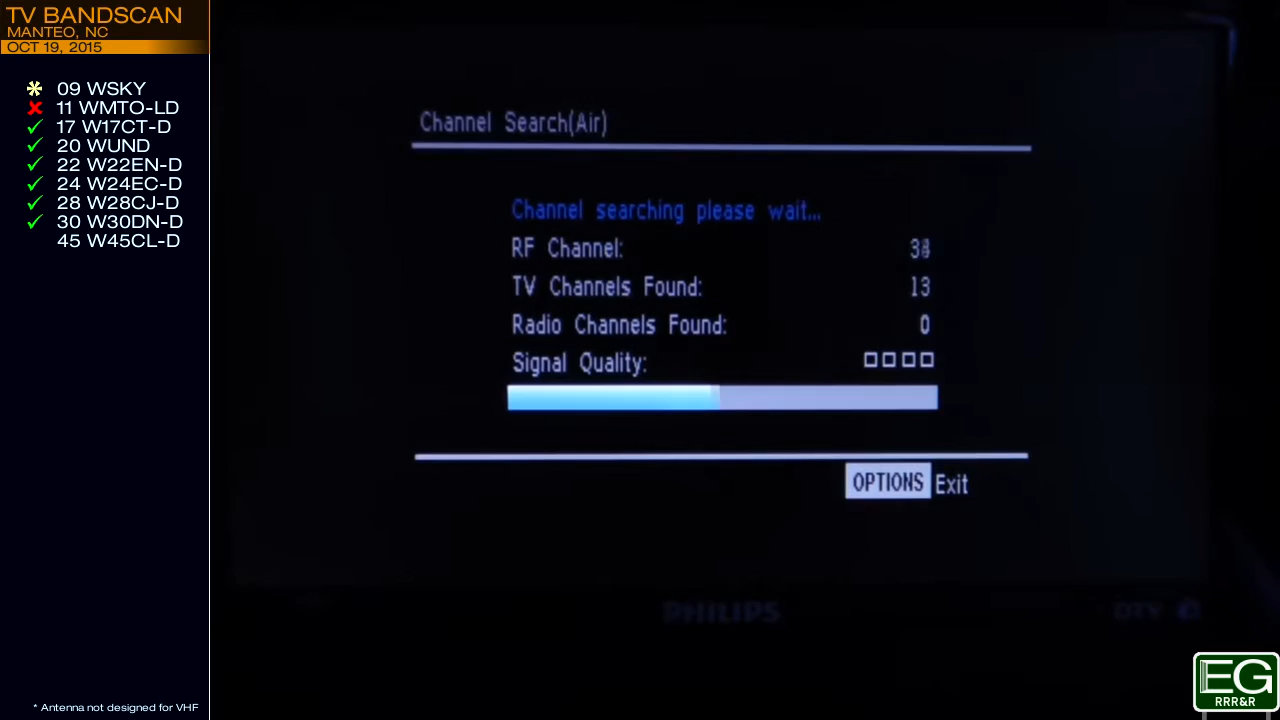 TV BANDSCAN
MANTEO, NC
OCT 19, 2015
09 WSKY
11 WMTO-LD
17 W17CT-D
20 WUND
22 W22EN-D
24 W24EC-D
28 W28CJ-D
30 W30DN-D
45 W45CL-D
* Antenna not designed for VHF
Channel Search(Air)
Channel searching please wait...
RF Channel:
TV Channels Found: 13
Radio Channels Found: 0
Signal Quality:
OPTIONS Exit
PHILIPS
DTV
EG
RRR&R